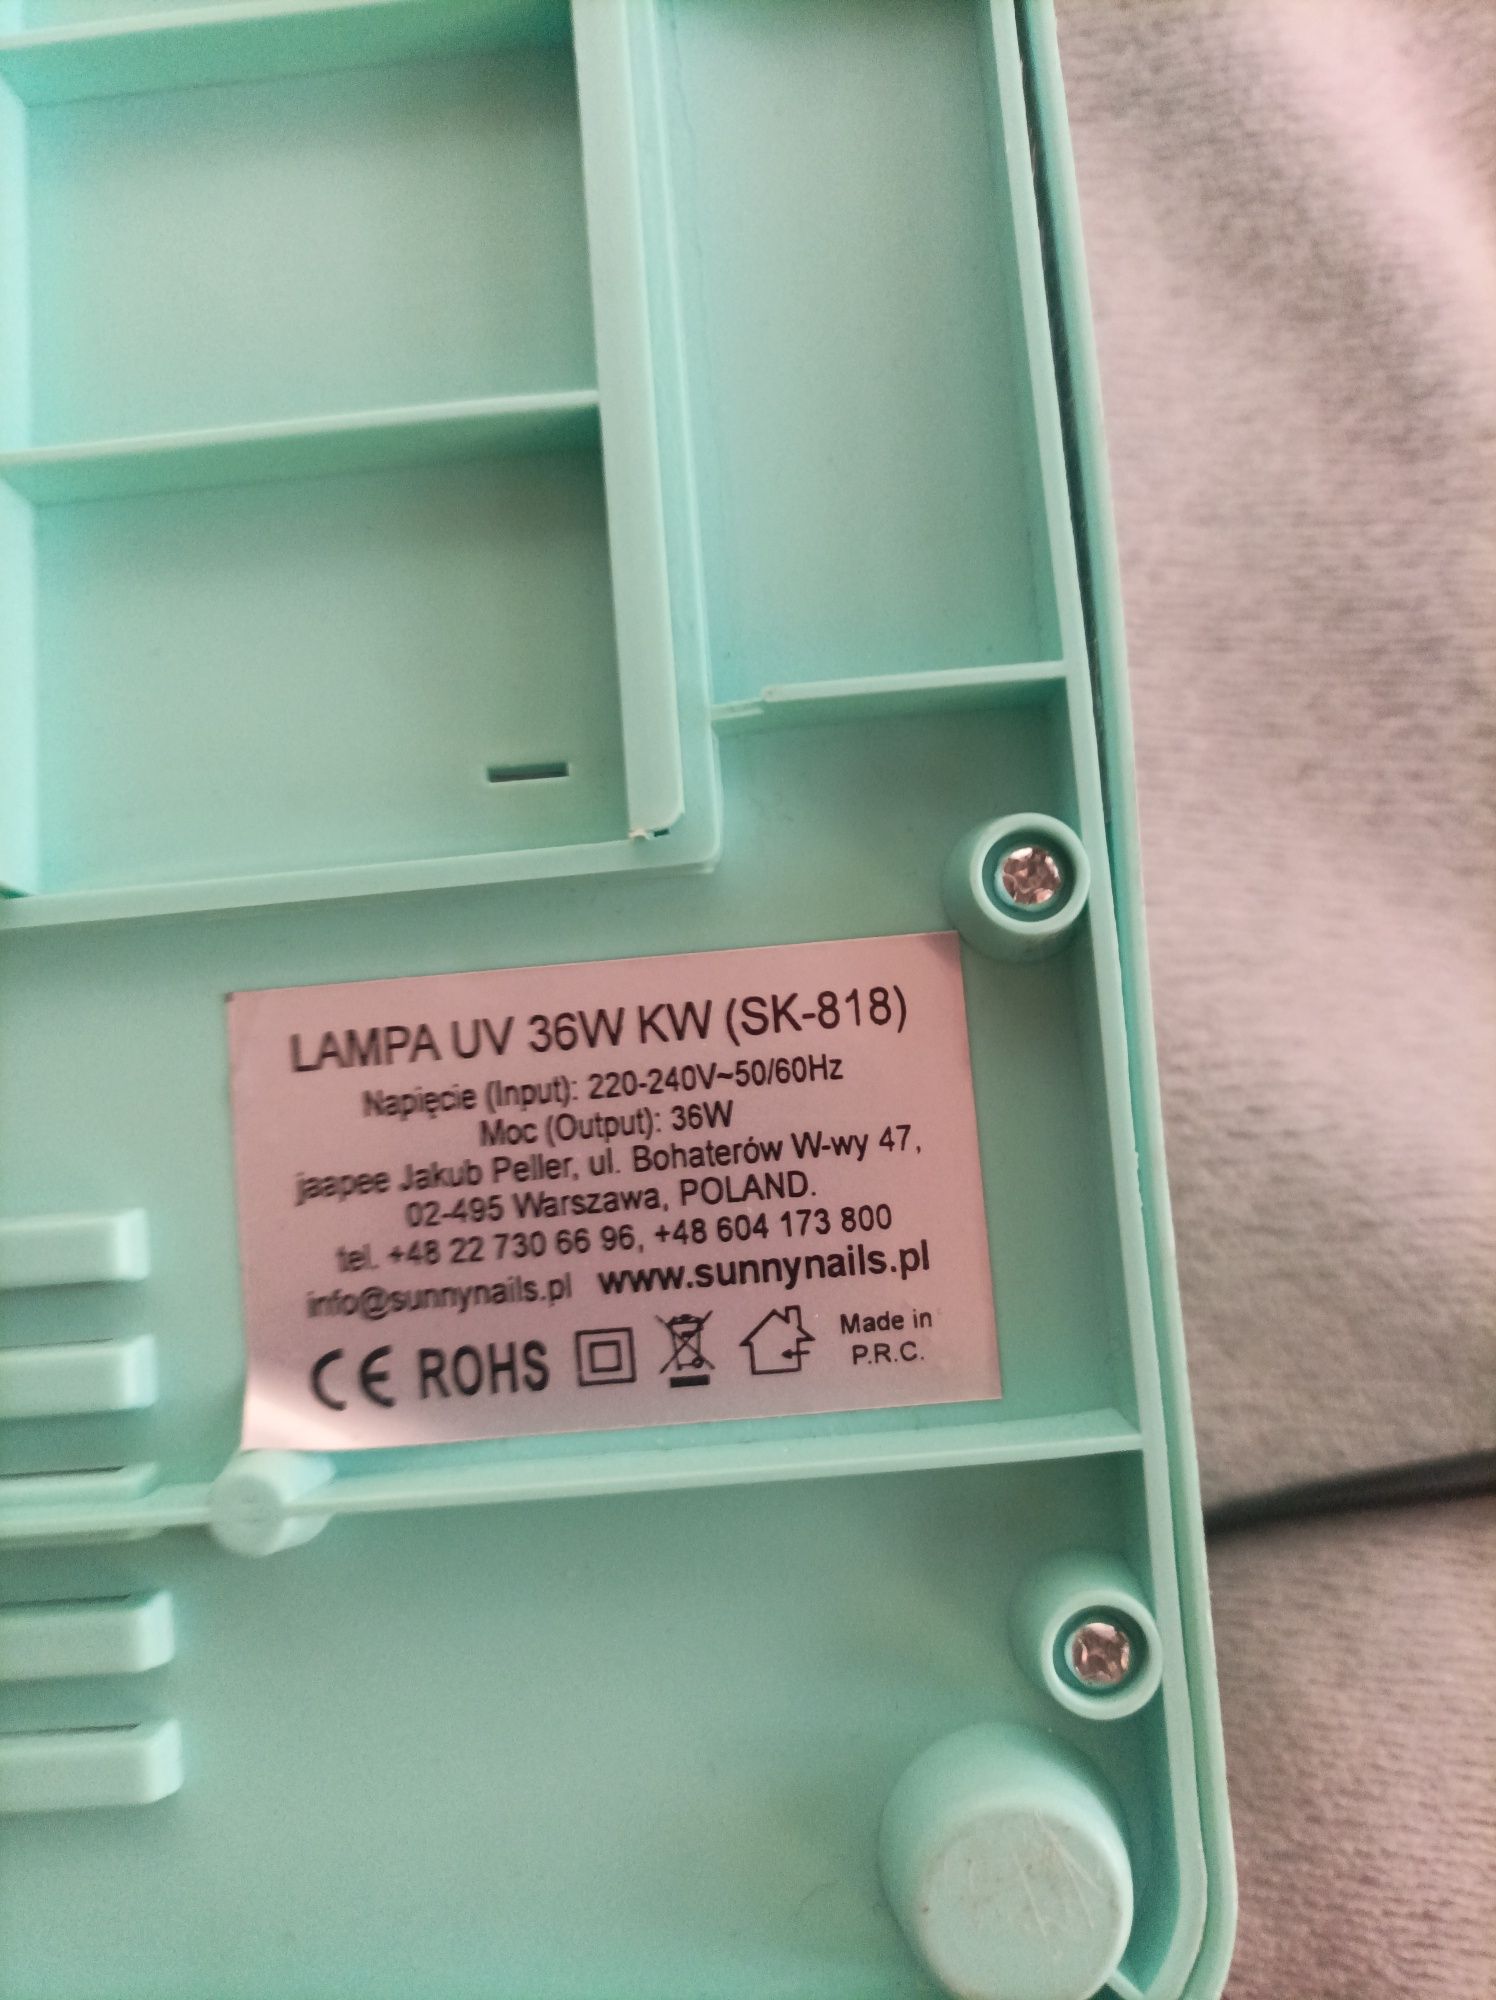 LAMPA UV 36W KW (SK-818)
Napięcie (Input): 220-240V~50/60Hz
Moc (Output): 36W
jaapee Jakub Peller, ul. Bohaterów W-wy 47,
02-495 Warszawa, POLAND.
tel. +48 22 730 66 96, +48 604 173 800
info@sunnynails.pl www.sunnynails.pl
CE ROHS Made in
P.R.C.